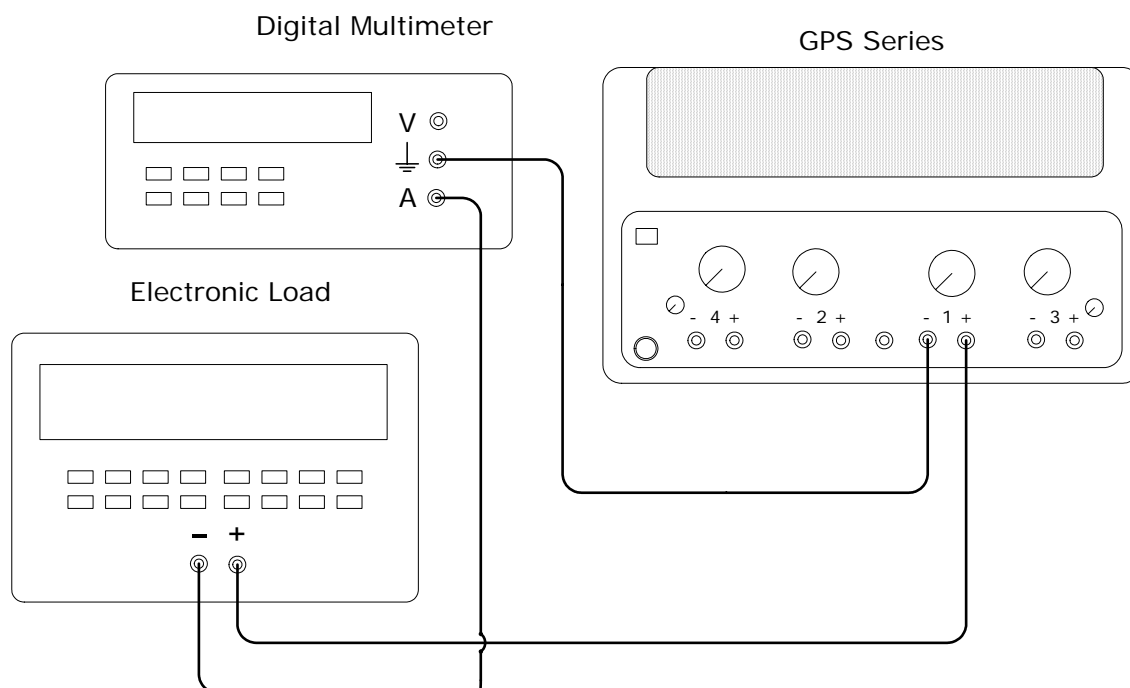 Digital Multimeter
GPS Series
V
A
Electronic Load
- 4 + - 2 + - 1 + - 3 +
- +